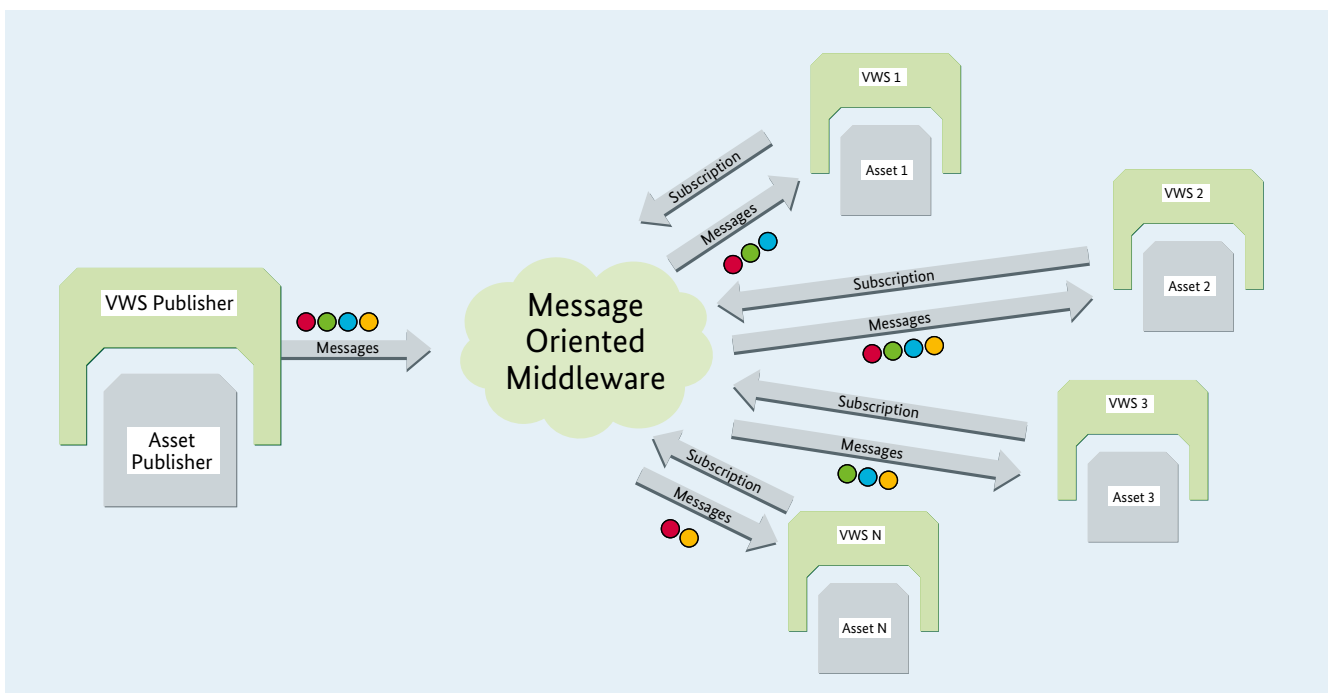 VWS Publisher
Asset
Publisher
Messages
Message
Oriented
Middleware
Subscription
Messages
VWS 1
Asset 1
Subscription
Messages
VWS 2
Asset 2
Subscription
Messages
VWS 3
Asset 3
Subscription
Messages
VWS N
Asset N